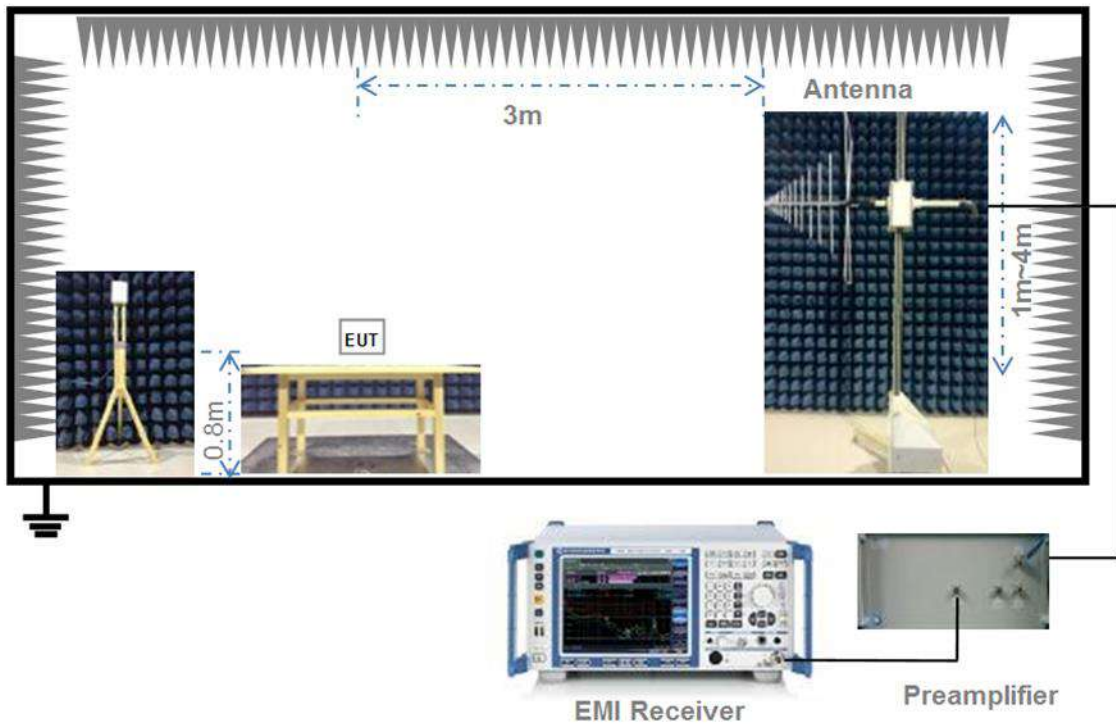 Antenna
3m
1m~4m
EUT
0.8m
EMI Receiver
Preamplifier